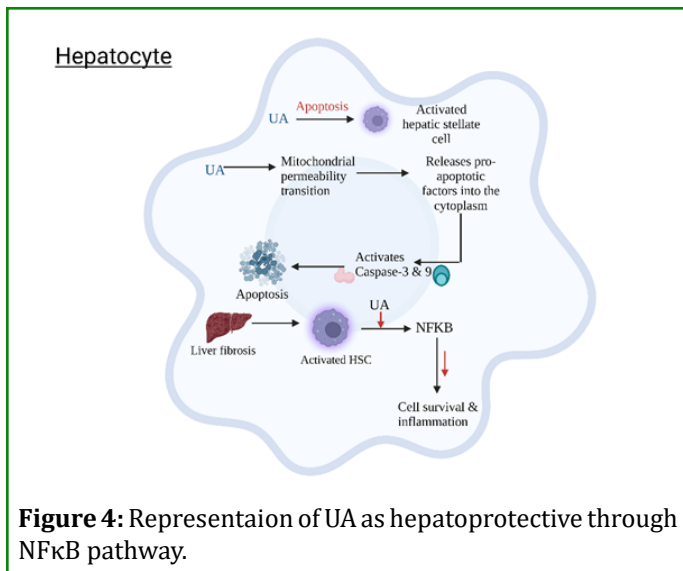 Hepatocyte
Apoptosis
UA
Activated
hepatic stellate
cell
UA
Mitochondrial
permeability
transition
Releases pro-
apoptotic
factors into the
cytoplasm
Activates
Caspase-3 & 9
Apoptosis
UA
Liver fibrosis
Activated HSC
NFKB
Cell survival &
inflammation
Figure 4: Representaion of UA as hepatoprotective through
NFκB pathway.